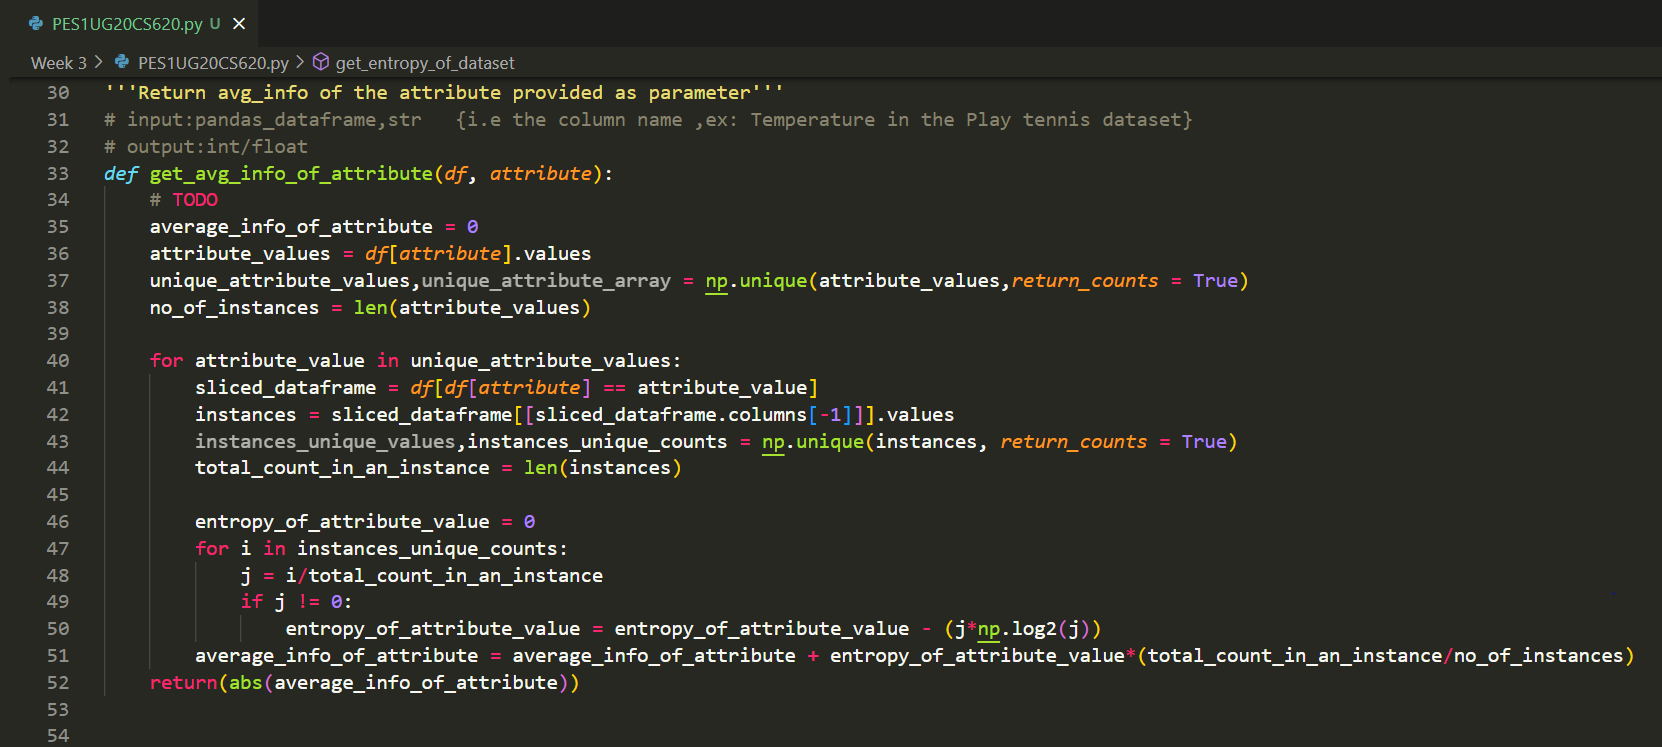 PES1UG20CS620.py U
Week 3 > PES1UG20CS620.py > get_entropy_of_dataset
30 '''Return avg_info of the attribute provided as parameter'''
31 # input:pandas_dataframe,str   {i.e the column name ,ex: Temperature in the Play tennis dataset}
32 # output:int/float
33 def get_avg_info_of_attribute(df, attribute):
34     # TODO
35     average_info_of_attribute = 0
36     attribute_values = df[attribute].values
37     unique_attribute_values,unique_attribute_array = np.unique(attribute_values,return_counts = True)
38     no_of_instances = len(attribute_values)
39
40     for attribute_value in unique_attribute_values:
41         sliced_dataframe = df[df[attribute] == attribute_value]
42         instances = sliced_dataframe[[sliced_dataframe.columns[-1]]].values
43         instances_unique_values,instances_unique_counts = np.unique(instances, return_counts = True)
44         total_count_in_an_instance = len(instances)
45
46         entropy_of_attribute_value = 0
47         for i in instances_unique_counts:
48             j = i/total_count_in_an_instance
49             if j != 0:
50                 entropy_of_attribute_value = entropy_of_attribute_value - (j*np.log2(j))
51         average_info_of_attribute = average_info_of_attribute + entropy_of_attribute_value*(total_count_in_an_instance/no_of_instances)
52     return(abs(average_info_of_attribute))
53
54